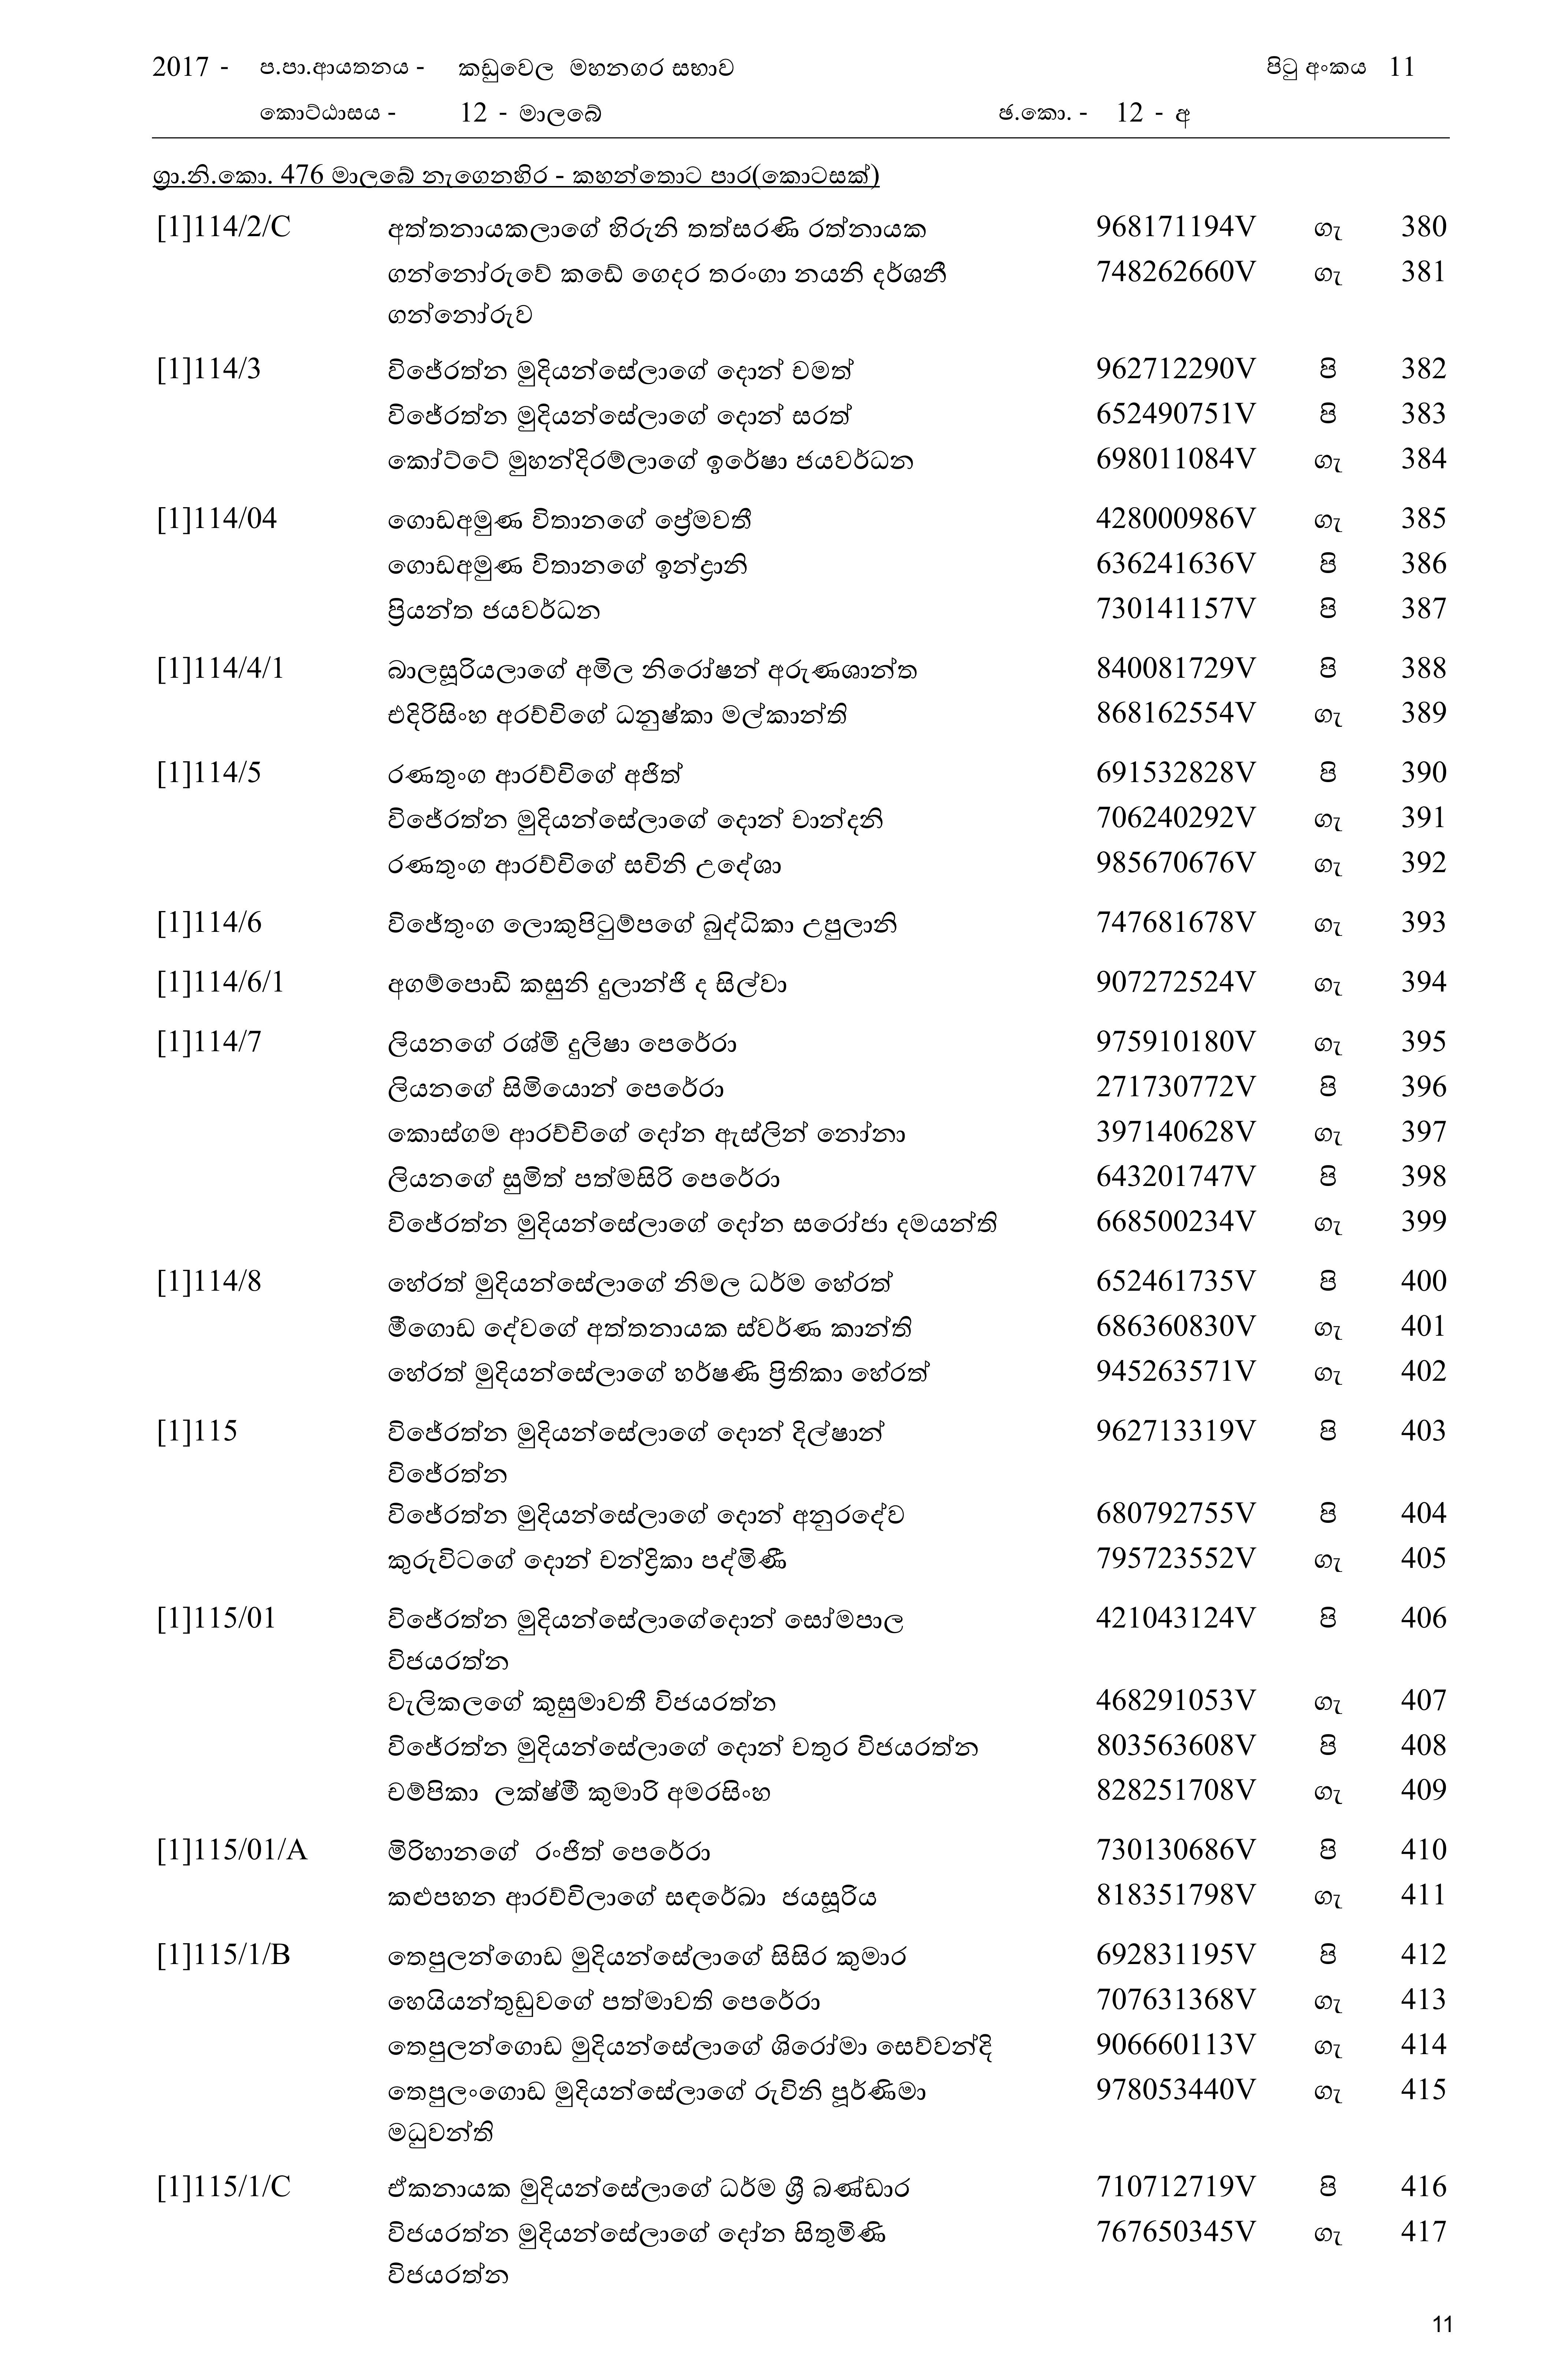 2017 - ප.පා.ආයතනය - කඩුවෙල මහනගර සභාව පිටු අංකය 11
කොට්ඨාසය - 12 - මාලබේ ඡ.කො. - 12 - අ
ග්‍රා.නි.කො. 476 මාලබේ නැගෙනහිර - කහන්තොට පාර(කොටසක්)
[1]114/2/C අත්තනායකලාගේ හිරුනි තත්සරණි රත්නායක 968171194V ගැ 380
ගන්නෝරුවේ කඩේ ගෙදර තරංගා නයනි දර්ශනී 748262660V ගැ 381
ගන්නෝරුව
[1]114/3 විජේරත්න මුදියන්සේලාගේ දොන් චමත් 962712290V පි 382
විජේරත්න මුදියන්සේලාගේ දොන් සරත් 652490751V පි 383
කෝට්ටේ මුහන්දිරම්ලාගේ ඉරේෂා ජයවර්ධන 698011084V ගැ 384
[1]114/04 ගොඩඅමුණ විතානගේ ප්‍රේමවතී 428000986V ගැ 385
ගොඩඅමුණ විතානගේ ඉන්ද්‍රානි 636241636V පි 386
ප්‍රියන්ත ජයවර්ධන 730141157V පි 387
[1]114/4/1 බාලසූරියලාගේ අමිල නිරෝෂන් අරුණශාන්ත 840081729V පි 388
එදිරිසිංහ අරච්චිගේ ධනුෂ්කා මල්කාන්ති 868162554V ගැ 389
[1]114/5 රණතුංග ආරච්චිගේ අජිත් 691532828V පි 390
විජේරත්න මුදියන්සේලාගේ දොන් චාන්දනි 706240292V ගැ 391
රණතුංග ආරච්චිගේ සචිනි උදේශා 985670676V ගැ 392
[1]114/6 විජේතුංග ලොකුපිටුම්පගේ බුද්ධිකා උපුලානි 747681678V ගැ 393
[1]114/6/1 අගම්පොඩි කසුනි දුලාන්ජි ද සිල්වා 907272524V ගැ 394
[1]114/7 ලියනගේ රශ්මි දුලිෂා පෙරේරා 975910180V ගැ 395
ලියනගේ සිමියොන් පෙරේරා 271730772V පි 396
කොස්ගම ආරච්චිගේ දෝන ඇස්ලින් නෝනා 397140628V ගැ 397
ලියනගේ සුමිත් පත්මසිරි පෙරේරා 643201747V පි 398
විජේරත්න මුදියන්සේලාගේ දෝන සරෝජා දමයන්ති 668500234V ගැ 399
[1]114/8 හේරත් මුදියන්සේලාගේ නිමල ධර්ම හේරත් 652461735V පි 400
මීගොඩ දේවගේ අත්තනායක ස්වර්ණ කාන්ති 686360830V ගැ 401
හේරත් මුදියන්සේලාගේ හර්ෂණි ප්‍රිතිකා හේරත් 945263571V ගැ 402
[1]115 විජේරත්න මුදියන්සේලාගේ දොන් දිල්ෂාන් 962713319V පි 403
විජේරත්න
විජේරත්න මුදියන්සේලාගේ දොන් අනුරදේව 680792755V පි 404
කුරුවිටගේ දොන් චන්ද්‍රිකා පද්මිණී 795723552V ගැ 405
[1]115/01 විජේරත්න මුදියන්සේලාගේදොන් සෝමපාල 421043124V පි 406
විජයරත්න
වැලිකලගේ කුසුමාවතී විජයරත්න 468291053V ගැ 407
විජේරත්න මුදියන්සේලාගේ දොන් චතුර විජයරත්න 803563608V පි 408
චම්පිකා ලක්ෂ්මී කුමාරි අමරසිංහ 828251708V ගැ 409
[1]115/01/A මිරිහානගේ රංජිත් පෙරේරා 730130686V පි 410
කළුපහන ආරච්චිලාගේ සඳරේඛා ජයසූරිය 818351798V ගැ 411
[1]115/1/B තෙපුලන්ගොඩ මුදියන්සේලාගේ සිසිර කුමාර 692831195V පි 412
හෙයියන්තුඩුවගේ පත්මාවති පෙරේරා 707631368V ගැ 413
තෙපුලන්ගොඩ මුදියන්සේලාගේ ශිරෝමා සෙව්වන්දි 906660113V ගැ 414
තෙපුලංගොඩ මුදියන්සේලාගේ රුවිනි පූර්ණිමා 978053440V ගැ 415
මධුවන්ති
[1]115/1/C ඒකනායක මුදියන්සේලාගේ ධර්ම ශ්‍රී බණ්ඩාර 710712719V පි 416
විජයරත්න මුදියන්සේලාගේ දෝන සිතුමිණි 767650345V ගැ 417
විජයරත්න
11